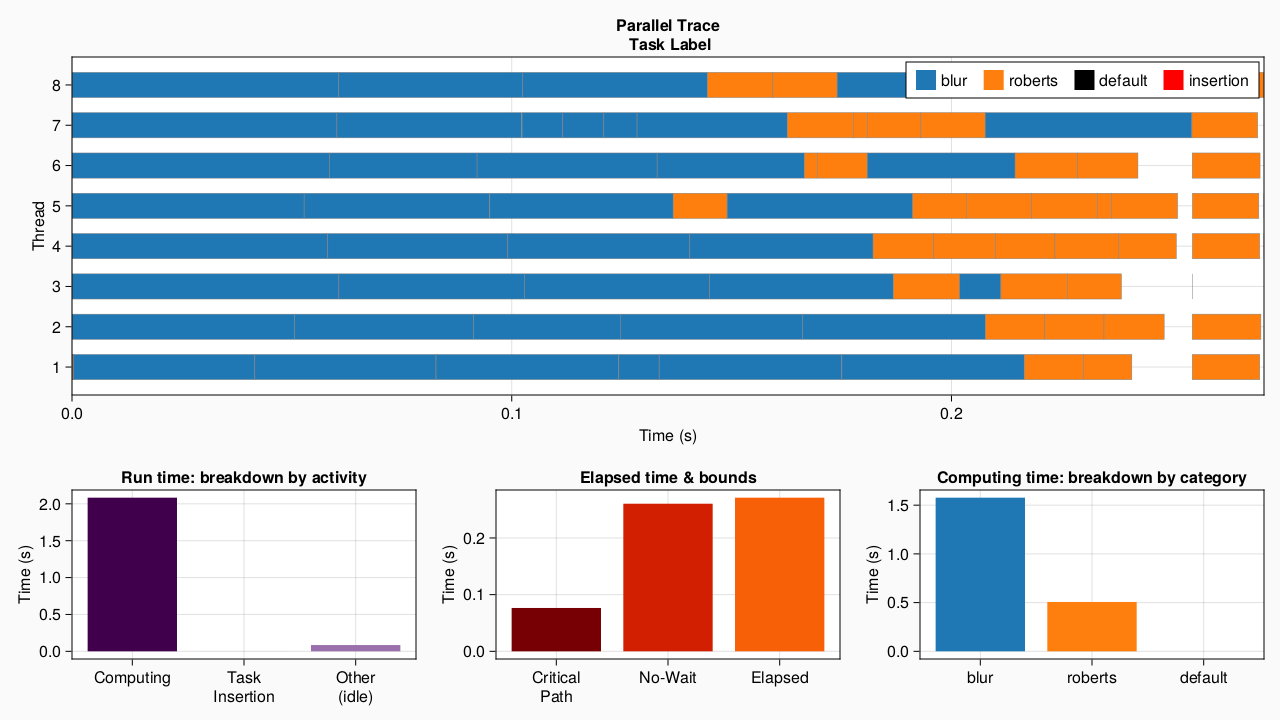 Parallel Trace
Task Label
blur roberts default insertion
Thread
8
7
6
5
4
3
2
1
0.0 0.1 0.2
Time (s)
Run time: breakdown by activity
Time (s)
2.0
1.5
1.0
0.5
0.0
Computing Task Insertion Other (idle)
Elapsed time & bounds
Time (s)
0.2
0.1
0.0
Critical Path No-Wait Elapsed
Computing time: breakdown by category
Time (s)
1.5
1.0
0.5
0.0
blur roberts default